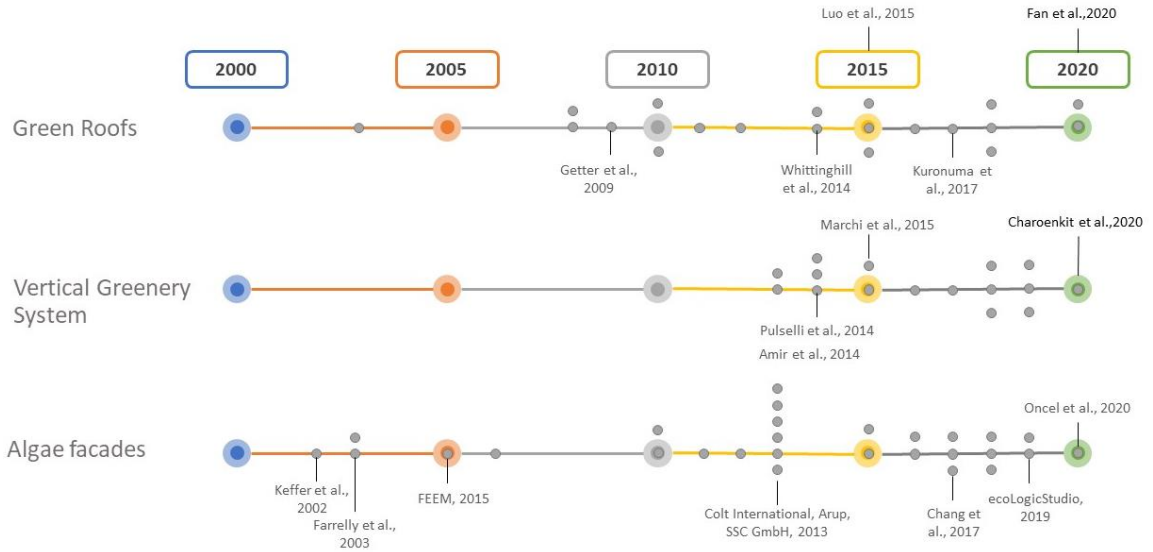 Luo et al., 2015
Fan et al.,2020
2000
2005
2010
2015
2020
Green Roofs
Getter et al.,
2009
Whittinghill
et al., 2014
Kuronuma et
al., 2017
Marchi et al., 2015
Charoenkit et al.,2020
Vertical Greenery
System
Pulselli et al., 2014
Amir et al., 2014
Oncel et al., 2020
Algae facades
Keffer et al.,
2002
Farrelly et al.,
2003
FEEM, 2015
Colt International, Arup,
SSC GmbH, 2013
Chang et
al., 2017
ecoLogicStudio,
2019